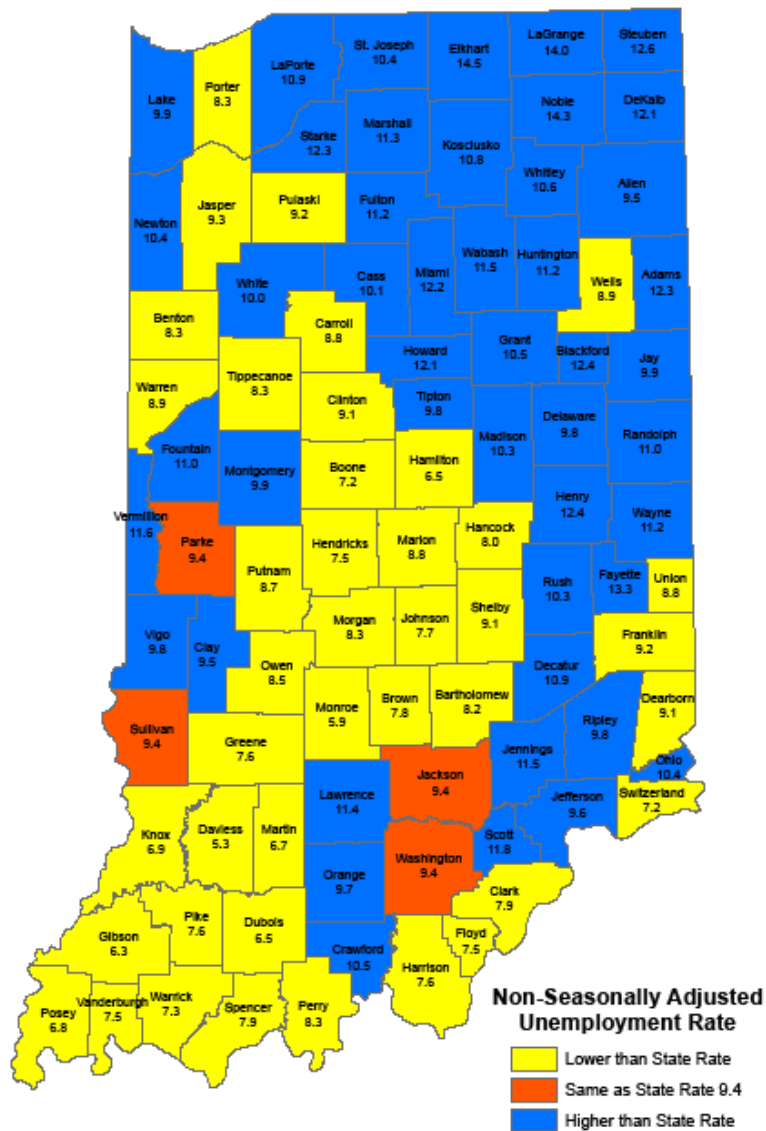 St. Joseph
10.4
Elkhart
14.5
LaGrange
14.0
Steuben
12.6
LaPorte
10.9
Porter
8.3
Lake
9.9
Noble
14.3
DeKalb
12.1
Marshall
11.3
Starke
12.3
Kosciusko
10.8
Whitley
10.6
Allen
9.5
Jasper
9.3
Pulaski
9.2
Fulton
11.2
Newton
10.4
Wabash
11.5
Huntington
11.2
Miami
12.2
Cass
10.1
White
10.0
Wells
8.9
Adams
12.3
Benton
8.3
Carroll
8.8
Grant
10.5
Howard
12.1
Blackford
12.4
Jay
9.9
Tippecanoe
8.3
Warren
8.9
Clinton
9.1
Tipton
9.8
Madison
10.3
Delaware
9.8
Randolph
11.0
Fountain
11.0
Montgomery
9.9
Boone
7.2
Hamilton
6.5
Henry
12.4
Wayne
11.2
Vermillion
11.6
Parke
9.4
Hendricks
7.5
Marion
8.8
Hancock
8.0
Putnam
8.7
Rush
10.3
Fayette
13.3
Union
8.8
Shelby
9.1
Morgan
8.3
Johnson
7.7
Vigo
9.8
Clay
9.5
Owen
8.5
Franklin
9.2
Decatur
10.9
Monroe
5.9
Brown
7.8
Bartholomew
8.2
Dearborn
9.1
Ripley
9.8
Sullivan
9.4
Greene
7.6
Jennings
11.5
Ohio
10.4
Jackson
9.4
Lawrence
11.4
Jefferson
9.6
Switzerland
7.2
Knox
6.9
Daviess
5.3
Martin
6.7
Scott
11.8
Washington
9.4
Orange
9.7
Clark
7.9
Pike
7.6
Dubois
6.5
Gibson
6.3
Floyd
7.5
Crawford
10.5
Harrison
7.6
Posey
6.8
Vanderburgh
7.5
Warrick
7.3
Spencer
7.9
Perry
8.3
Non-Seasonally Adjusted
Unemployment Rate
Lower than State Rate
Same as State Rate 9.4
Higher than State Rate